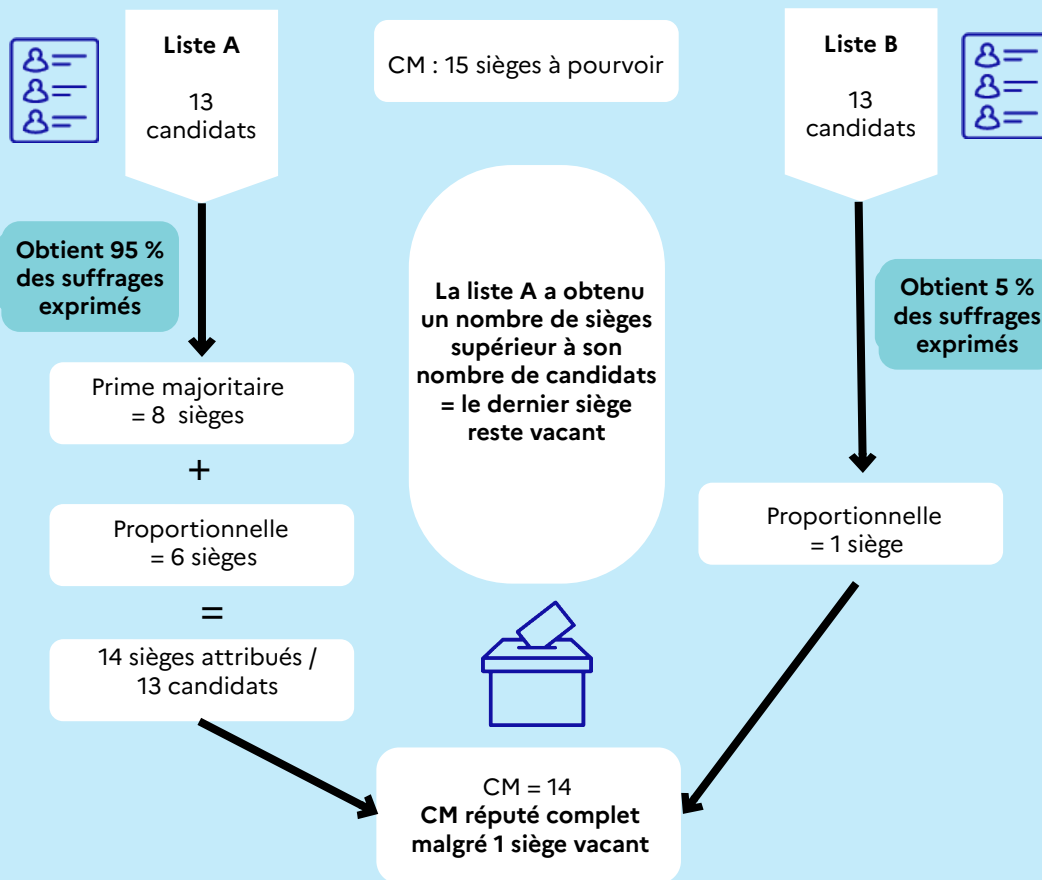 Liste A
13
candidats
CM : 15 sièges à pourvoir
Liste B
13
candidats
Obtient 95 %
des suffrages
exprimés
Prime majoritaire
= 8 sièges
+
Proportionnelle
= 6 sièges
=
14 sièges attribués /
13 candidats
La liste A a obtenu
un nombre de sièges
supérieur à son
nombre de candidats
= le dernier siège
reste vacant
Obtient 5 %
des suffrages
exprimés
Proportionnelle
= 1 siège
CM = 14
CM réputé complet
malgré 1 siège vacant